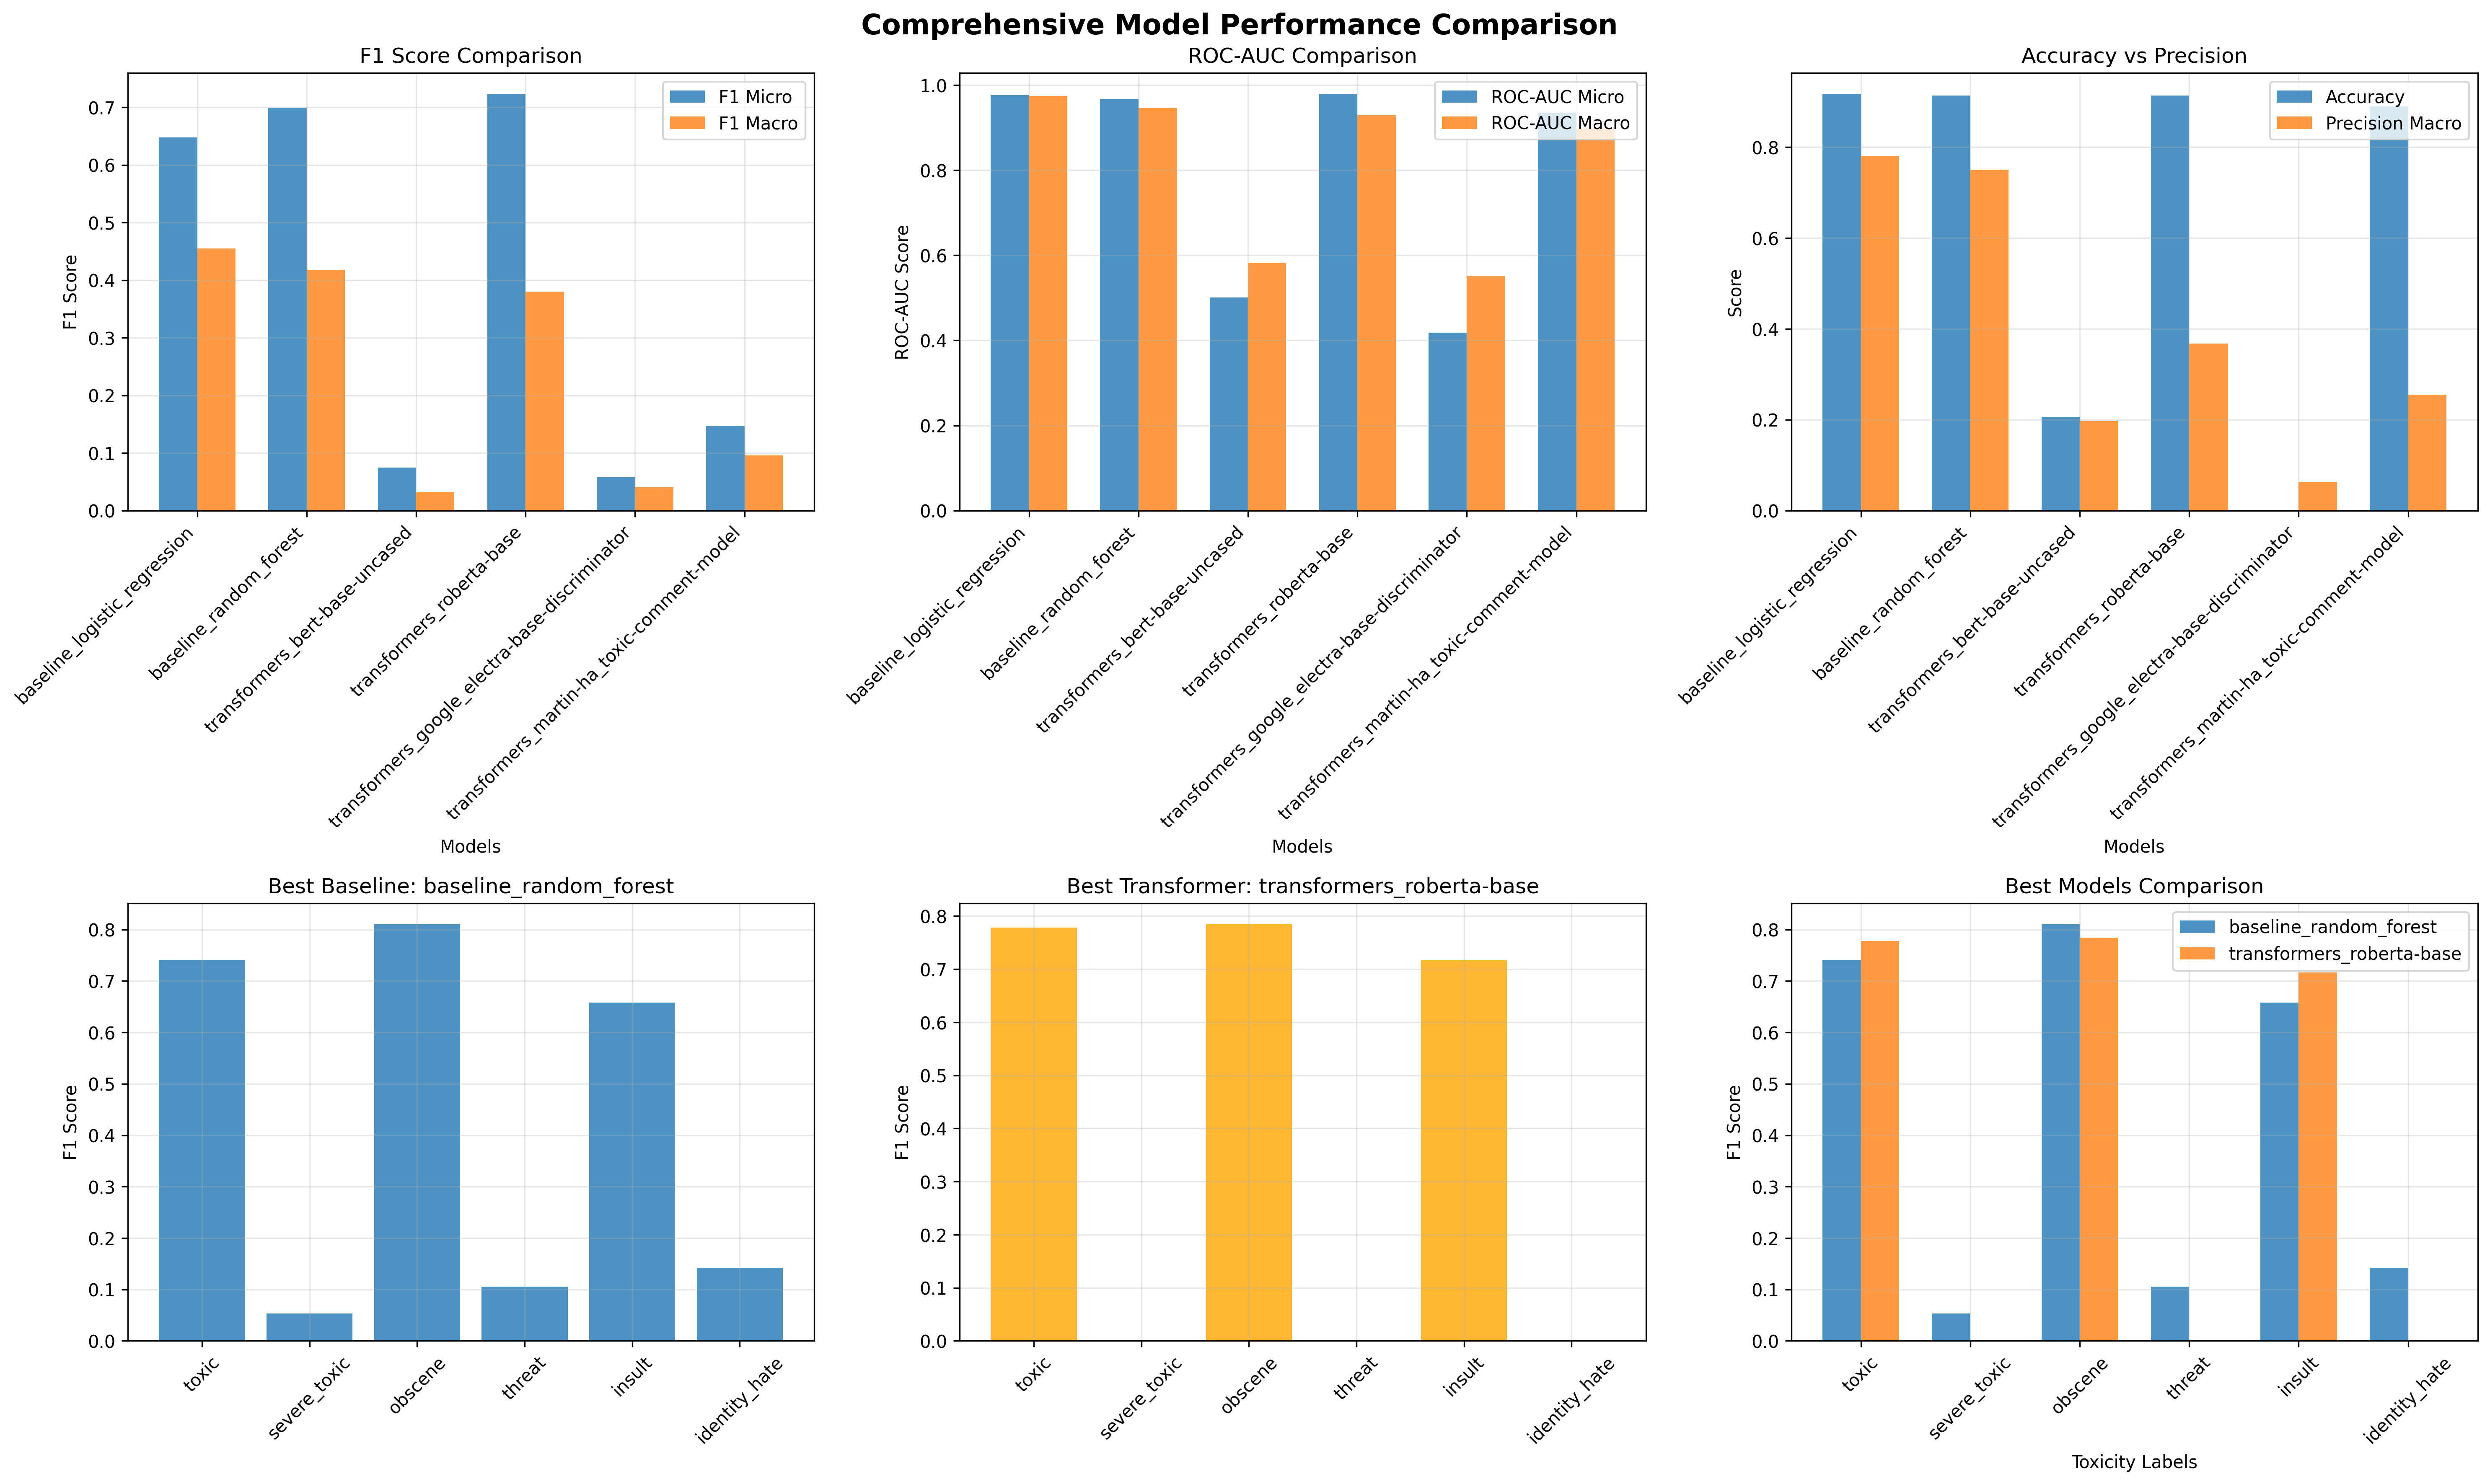 Comprehensive Model Performance Comparison
F1 Score Comparison
F1 Micro
F1 Macro
F1 Score
0.7
0.6
0.5
0.4
0.3
0.2
0.1
0.0
baseline_logistic_regression
baseline_random_forest
transformers_bert-base-uncased
transformers_roberta-base
transformers_google_electra-base-discriminator
transformers_martin-ha_toxic-comment-model
Models
ROC-AUC Comparison
ROC-AUC Micro
ROC-AUC Macro
ROC-AUC Score
1.0
0.8
0.6
0.4
0.2
0.0
baseline_logistic_regression
baseline_random_forest
transformers_bert-base-uncased
transformers_roberta-base
transformers_google_electra-base-discriminator
transformers_martin-ha_toxic-comment-model
Models
Accuracy vs Precision
Accuracy
Precision Macro
Score
0.8
0.6
0.4
0.2
0.0
baseline_logistic_regression
baseline_random_forest
transformers_bert-base-uncased
transformers_roberta-base
transformers_google_electra-base-discriminator
transformers_martin-ha_toxic-comment-model
Models
Best Baseline: baseline_random_forest
F1 Score
0.8
0.7
0.6
0.5
0.4
0.3
0.2
0.1
0.0
toxic
severe_toxic
obscene
threat
insult
identity_hate
Best Transformer: transformers_roberta-base
F1 Score
0.8
0.7
0.6
0.5
0.4
0.3
0.2
0.1
0.0
toxic
severe_toxic
obscene
threat
insult
identity_hate
Best Models Comparison
baseline_random_forest
transformers_roberta-base
F1 Score
0.8
0.7
0.6
0.5
0.4
0.3
0.2
0.1
0.0
toxic
severe_toxic
obscene
threat
insult
identity_hate
Toxicity Labels